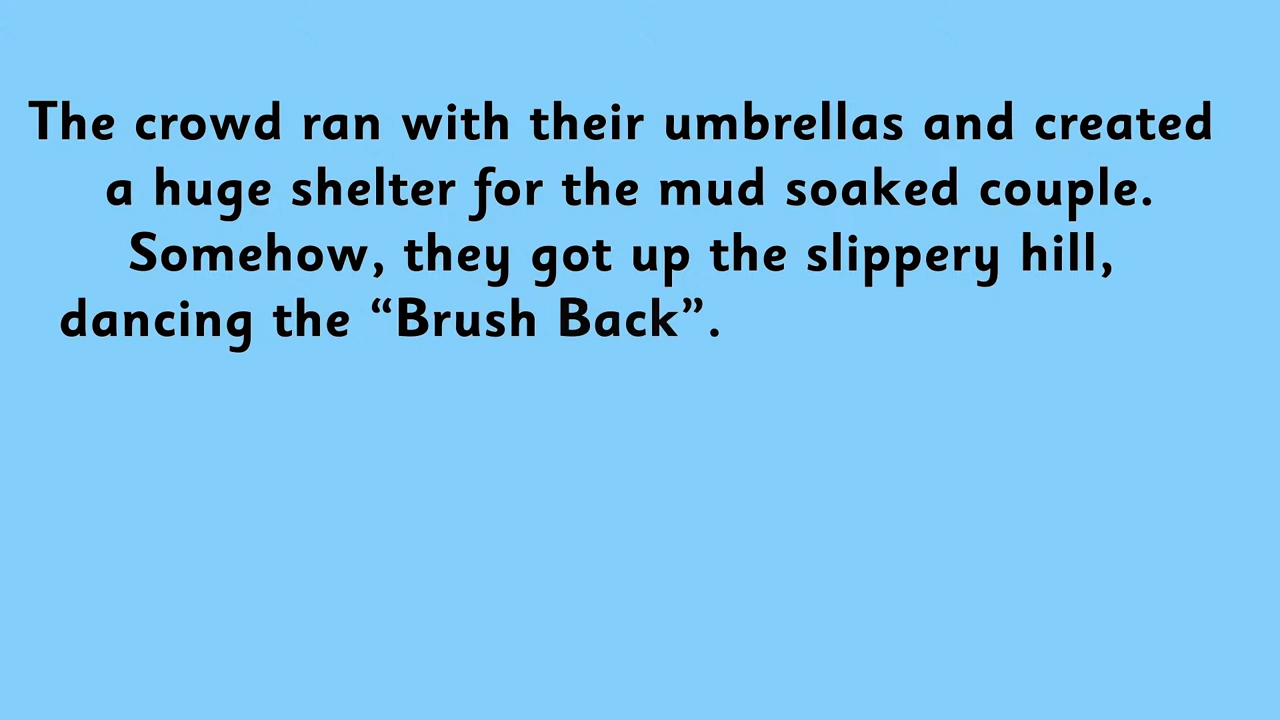 The crowd ran with their umbrellas and created
a huge shelter for the mud soaked couple.
Somehow, they got up the slippery hill,
dancing the “Brush Back”.